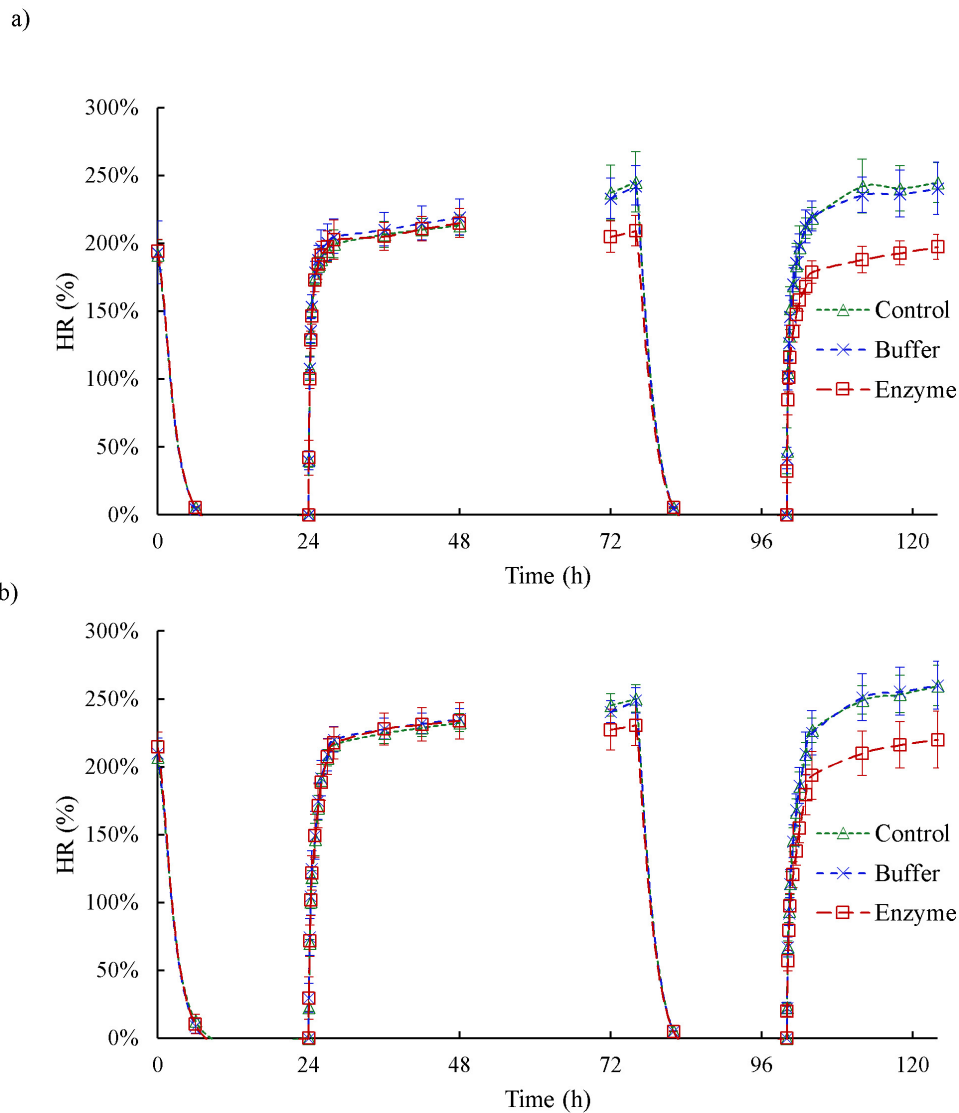 a)
300%
250%
200%
150%
100%
50%
0%
HR (%)
0
24
48
72
96
120
Time (h)
Control
Buffer
Enzyme
b)
300%
250%
200%
150%
100%
50%
0%
HR (%)
0
24
48
72
96
120
Time (h)
Control
Buffer
Enzyme